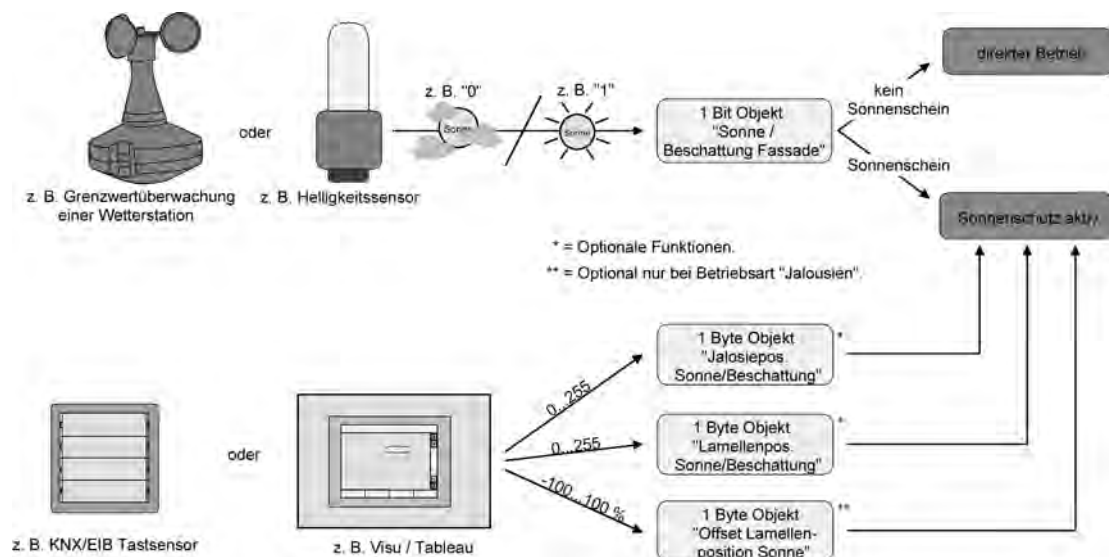 direkter Betrieb
kein
Sonnenschein
z. B. "0"
z. B. "1"
Sonne
Sonne
oder
1 Bit Objekt
"Sonne /
Beschattung Fassade"
Sonnenschein
z. B. Grenzwertüberwachung
einer Wetterstation
z. B. Helligkeitssensor
Sonnenschutz aktiv
* = Optionale Funktionen.
** = Optional nur bei Betriebsart "Jalousien".
1 Byte Objekt
"Jalosiepos.
Sonne/Beschattung"
*
0...255
1 Byte Objekt
"Lamellenpos.
Sonne/Beschattung"
*
0...255
oder
-100...100 %
1 Byte Objekt
"Offset Lamellen-
position Sonne"
**
z. B. KNX/EIB Tastsensor
z. B. Visu / Tableau